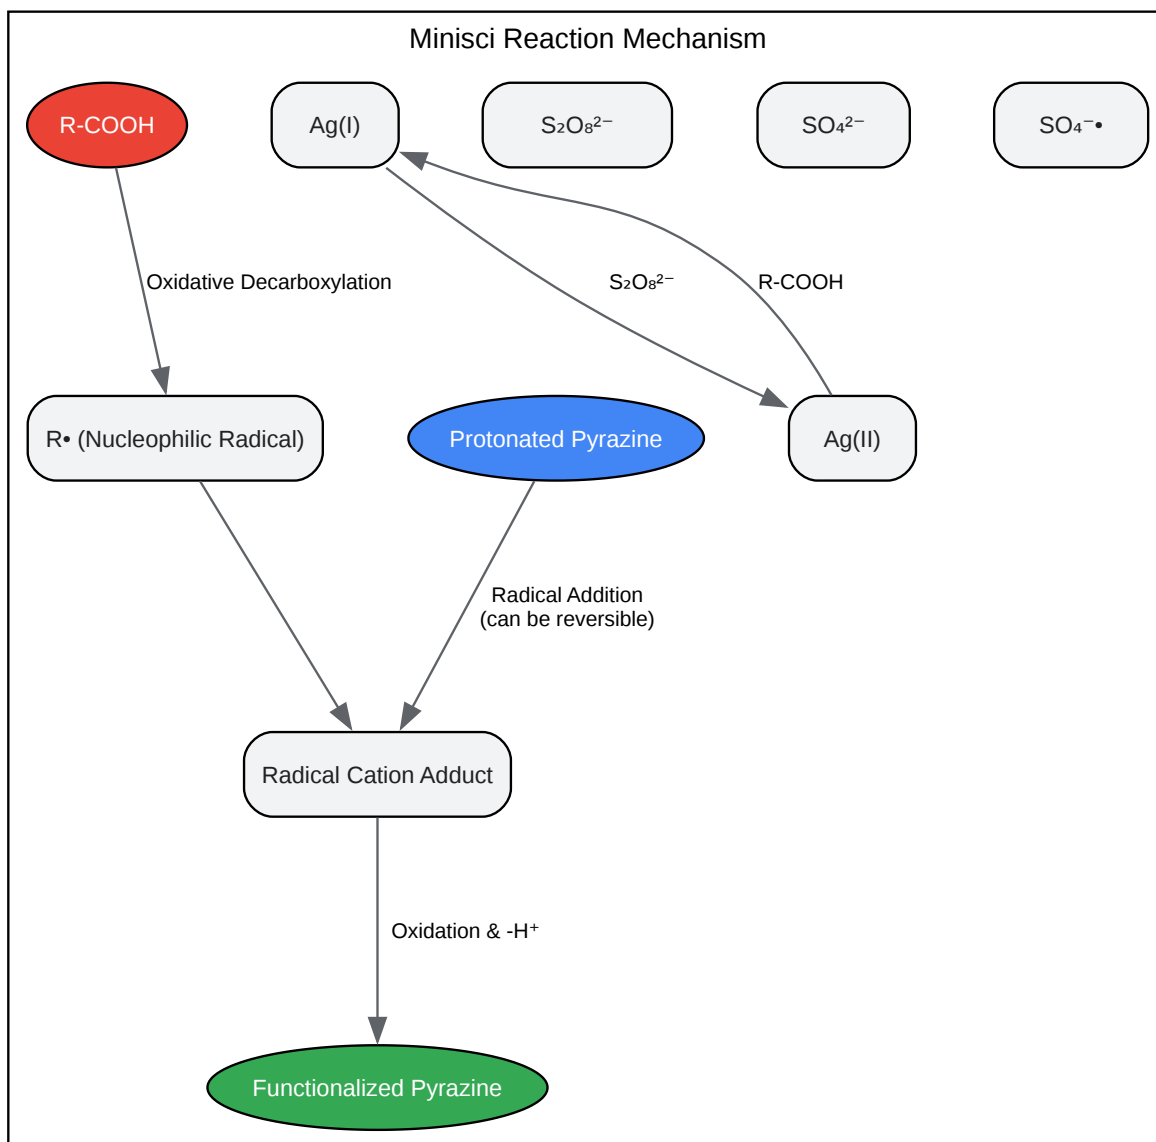 Minisci Reaction Mechanism
R-COOH
Ag(I)
S₂O₈²⁻
SO₄²⁻
SO₄⁻•
Oxidative Decarboxylation
S₂O₈²⁻
R-COOH
R• (Nucleophilic Radical)
Protonated Pyrazine
Ag(II)
Radical Addition
(can be reversible)
Radical Cation Adduct
Oxidation & -H⁺
Functionalized Pyrazine